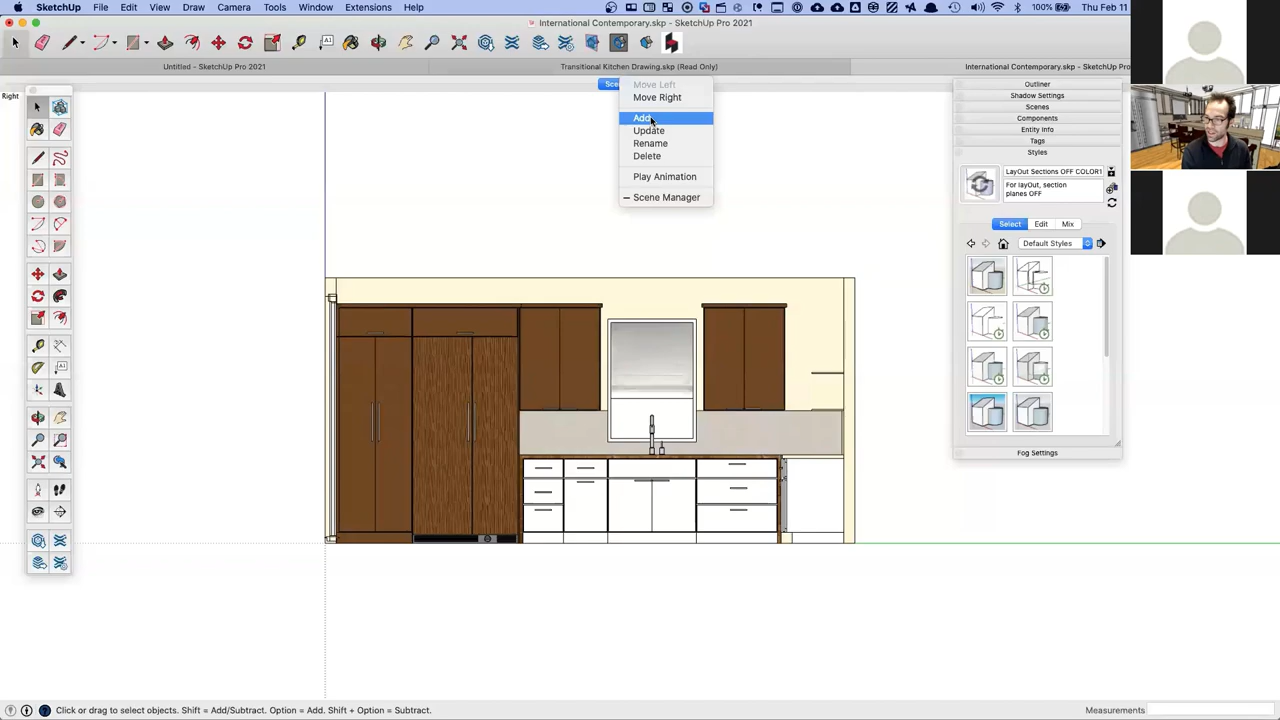 SketchUp File Edit View Draw Camera Tools Window Extensions Help
100% Thu Feb 11
International Contemporary.skp - SketchUp Pro 2021
Untitled - SketchUp Pro 2021
Transitional Kitchen Drawing.skp (Read Only)
International Contemporary.skp - SketchUp Pro
Right
Move Left
Move Right
Add
Update
Rename
Delete
Play Animation
Scene Manager
Outliner
Shadow Settings
Scenes
Components
Entity Info
Tags
Styles
LayOut Sections OFF COLOR1
For layOut, section
planes OFF
Select Edit Mix
Default Styles
Fog Settings
Click or drag to select objects. Shift = Add/Subtract. Option = Add. Shift + Option = Subtract.
Measurements